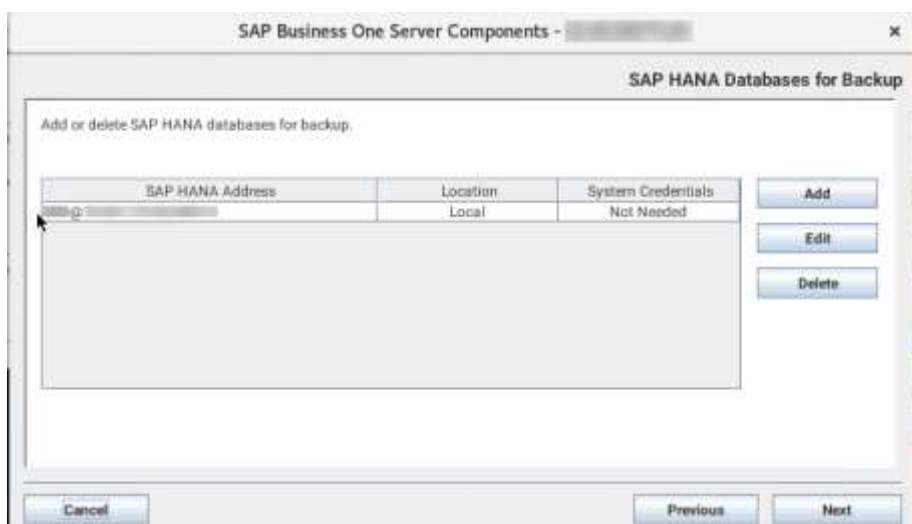 SAP Business One Server Components -
×
SAP HANA Databases for Backup
Add or delete SAP HANA databases for backup.
SAP HANA Address Location System Credentials
@ Local Not Needed
Add
Edit
Delete
Cancel Previous Next